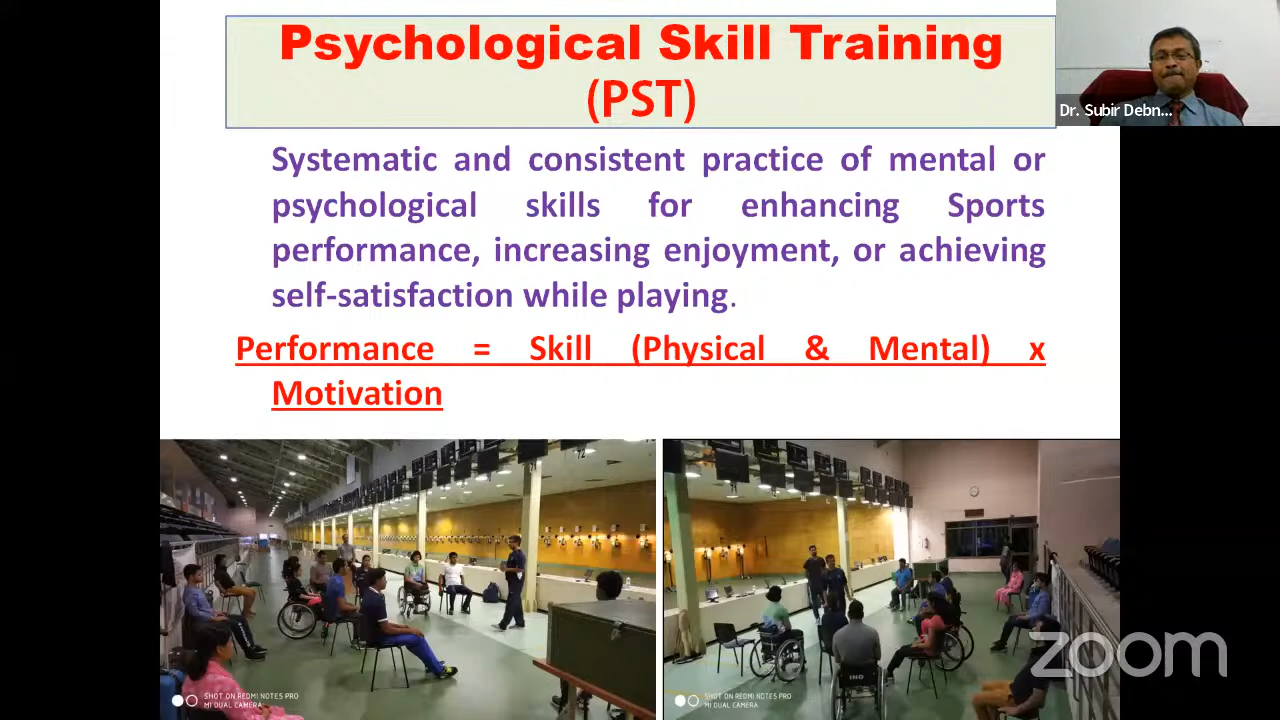 Psychological Skill Training
(PST)
Dr. Subir Debn...
Systematic and consistent practice of mental or
psychological skills for enhancing Sports
performance, increasing enjoyment, or achieving
self-satisfaction while playing.
Performance = Skill (Physical & Mental) x
Motivation
72
SHOT ON REDMI NOTE5 PRO
MI DUAL CAMERA
IND
SHOT ON REDMI NOTE5 PRO
MI DUAL CAMERA
zoom